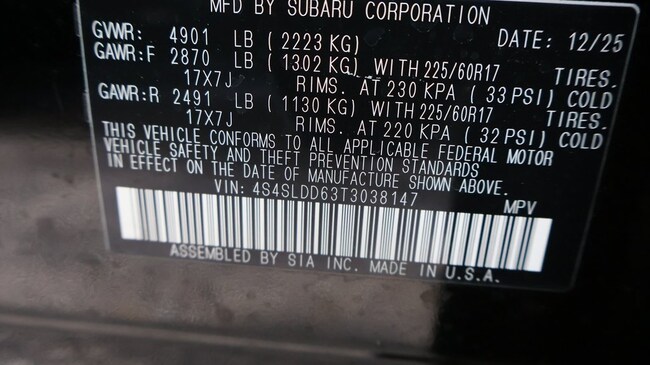 MFD BY SUBARU CORPORATION
GVWR: 4901 LB (2223 KG) DATE: 12/25
GAWR:F 2870 LB (1302 KG) WITH 225/60R17 TIRES.
17X7J RIMS. AT 230 KPA (33 PSI) COLD
GAWR:R 2491 LB (1130 KG) WITH 225/60R17 TIRES.
17X7J RIMS. AT 220 KPA (32 PSI) COLD
THIS VEHICLE CONFORMS TO ALL APPLICABLE FEDERAL MOTOR
VEHICLE SAFETY AND THEFT PREVENTION STANDARDS
IN EFFECT ON THE DATE OF MANUFACTURE SHOWN ABOVE.
VIN: 4S4SLDD63T3038147 MPV
ASSEMBLED BY SIA INC. MADE IN U.S.A.